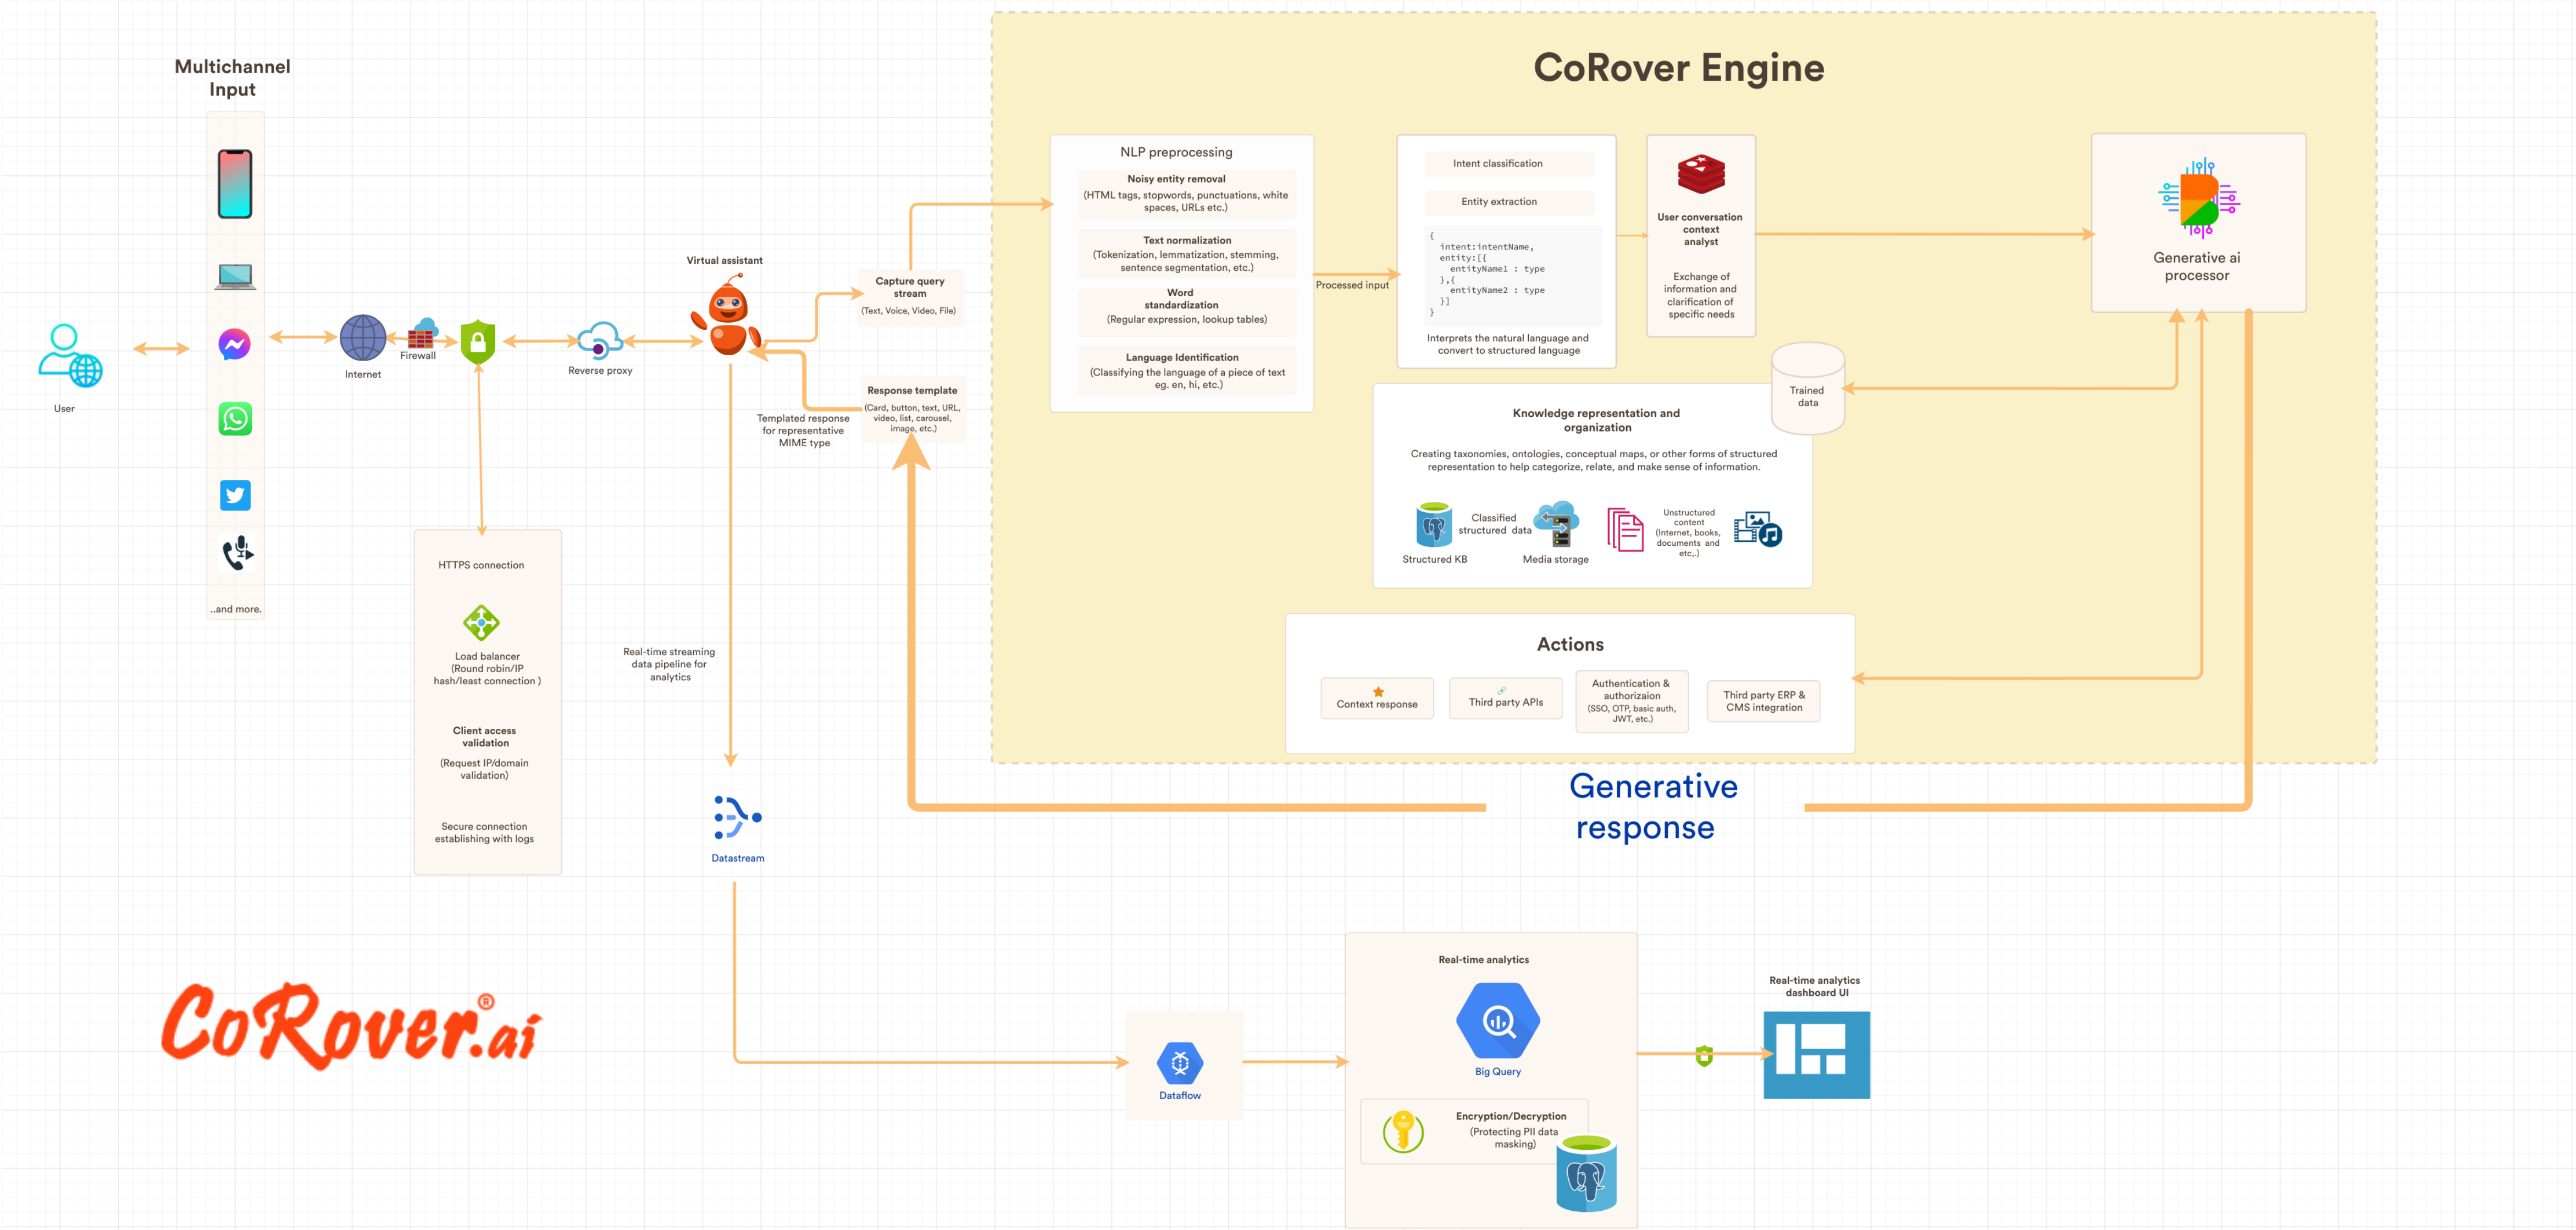 CoRover Engine
Multichannel
Input
..and more.
User
Internet
Firewall
Reverse proxy
HTTPS connection
Load balancer
(Round robin/IP
hash/least connection )
Client access
validation
(Request IP/domain
validation)
Secure connection
establishing with logs
Virtual assistant
Capture query
stream
(Text, Voice, Video, File)
Response template
(Card, button, text, URL,
video, list, carousel,
image, etc.)
Templated response
for representative
MIME type
Real-time streaming
data pipeline for
analytics
Datastream
NLP preprocessing
Noisy entity removal
(HTML tags, stopwords, punctuations, white
spaces, URLs etc.)
Text normalization
(Tokenization, lemmatization, stemming,
sentence segmentation, etc.)
Word
standardization
(Regular expression, lookup tables)
Language Identification
(Classifying the language of a piece of text
eg. en, hi, etc.)
Processed input
Intent classification
Entity extraction
{
intent:intentName,
entity:[{
entityName1 : type
},{
entityName2 : type
}]
}
Interprets the natural language and
convert to structured language
User conversation
context
analyst
Exchange of
information and
clarification of
specific needs
Generative ai
processor
Trained
data
Knowledge representation and
organization
Creating taxonomies, ontologies, conceptual maps, or other forms of structured
representation to help categorize, relate, and make sense of information.
Structured KB
Classified
structured data
Media storage
Unstructured
content
(Internet, books,
documents and
etc,.)
Actions
Context response
Third party APIs
Authentication &
authorizaion
(SSO, OTP, basic auth,
JWT, etc.)
Third party ERP &
CMS integration
Generative
response
CoRover.ai®
Dataflow
Real-time analytics
Big Query
Encryption/Decryption
(Protecting PII data
masking)
Real-time analytics
dashboard UI